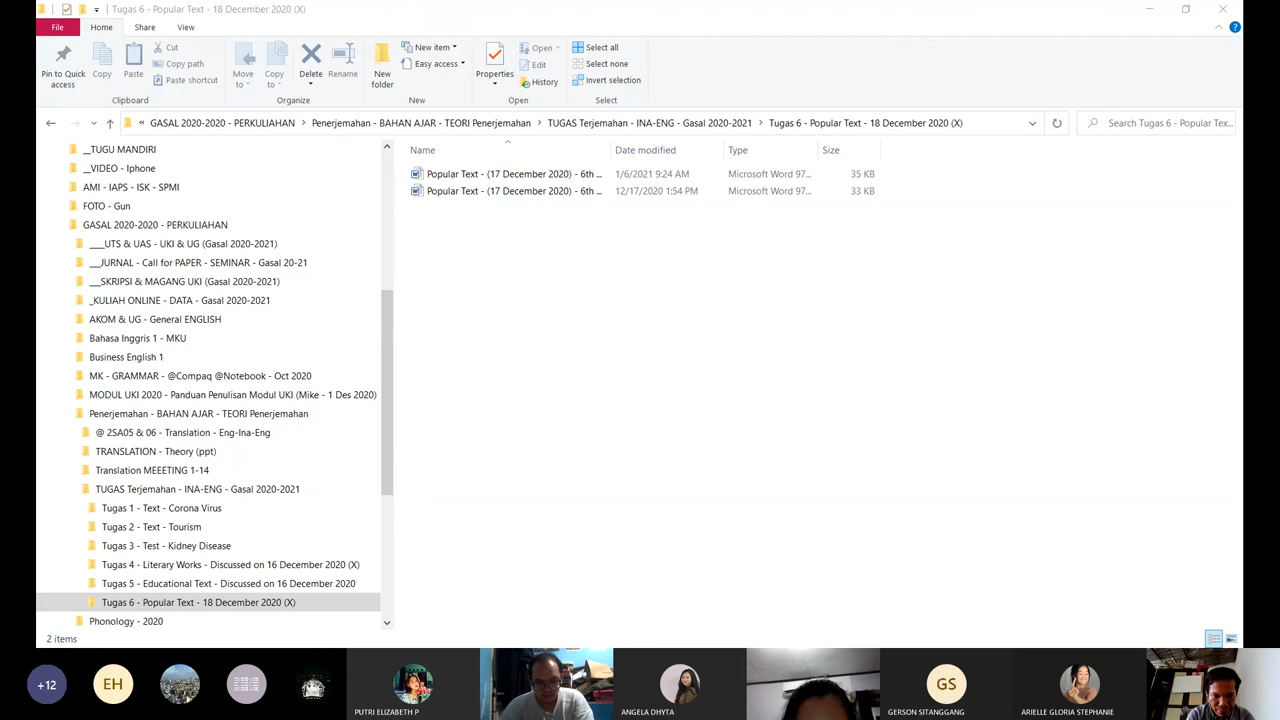 Tugas 6 - Popular Text - 18 December 2020 (X)
File Home Share View
Pin to Quick access
Copy
Paste
Cut
Copy path
Paste shortcut
Clipboard
Move to
Copy to
Delete
Rename
Organize
New folder
New item
Easy access
New
Properties
Open
Edit
History
Open
Select all
Select none
Invert selection
Select
« GASAL 2020-2020 - PERKULIAHAN > Penerjemahan - BAHAN AJAR - TEORI Penerjemahan > TUGAS Terjemahan - INA-ENG - Gasal 2020-2021 > Tugas 6 - Popular Text - 18 December 2020 (X)
Search Tugas 6 - Popular Tex...
__TUGU MANDIRI
__VIDEO - Iphone
AMI - IAPS - ISK - SPMI
FOTO - Gun
GASAL 2020-2020 - PERKULIAHAN
___UTS & UAS - UKI & UG (Gasal 2020-2021)
__JURNAL - Call for PAPER - SEMINAR - Gasal 20-21
__SKRIPSI & MAGANG UKI (Gasal 2020-2021)
_KULIAH ONLINE - DATA - Gasal 2020-2021
AKOM & UG - General ENGLISH
Bahasa Inggris 1 - MKU
Business English 1
MK - GRAMMAR - @Compaq @Notebook - Oct 2020
MODUL UKI 2020 - Panduan Penulisan Modul UKI (Mike - 1 Des 2020)
Penerjemahan - BAHAN AJAR - TEORI Penerjemahan
@ 2SA05 & 06 - Translation - Eng-Ina-Eng
TRANSLATION - Theory (ppt)
Translation MEEETING 1-14
TUGAS Terjemahan - INA-ENG - Gasal 2020-2021
Tugas 1 - Text - Corona Virus
Tugas 2 - Text - Tourism
Tugas 3 - Test - Kidney Disease
Tugas 4 - Literary Works - Discussed on 16 December 2020 (X)
Tugas 5 - Educational Text - Discussed on 16 December 2020
Tugas 6 - Popular Text - 18 December 2020 (X)
Phonology - 2020
Name Date modified Type Size
Popular Text - (17 December 2020) - 6th ... 1/6/2021 9:24 AM Microsoft Word 97... 35 KB
Popular Text - (17 December 2020) - 6th ... 12/17/2020 1:54 PM Microsoft Word 97... 33 KB
2 items
+12
EH
PUTRI ELIZABETH P
ANGELA DHYTA
GS
GERSON SITANGGANG
ARIELLE GLORIA STEPHANIE